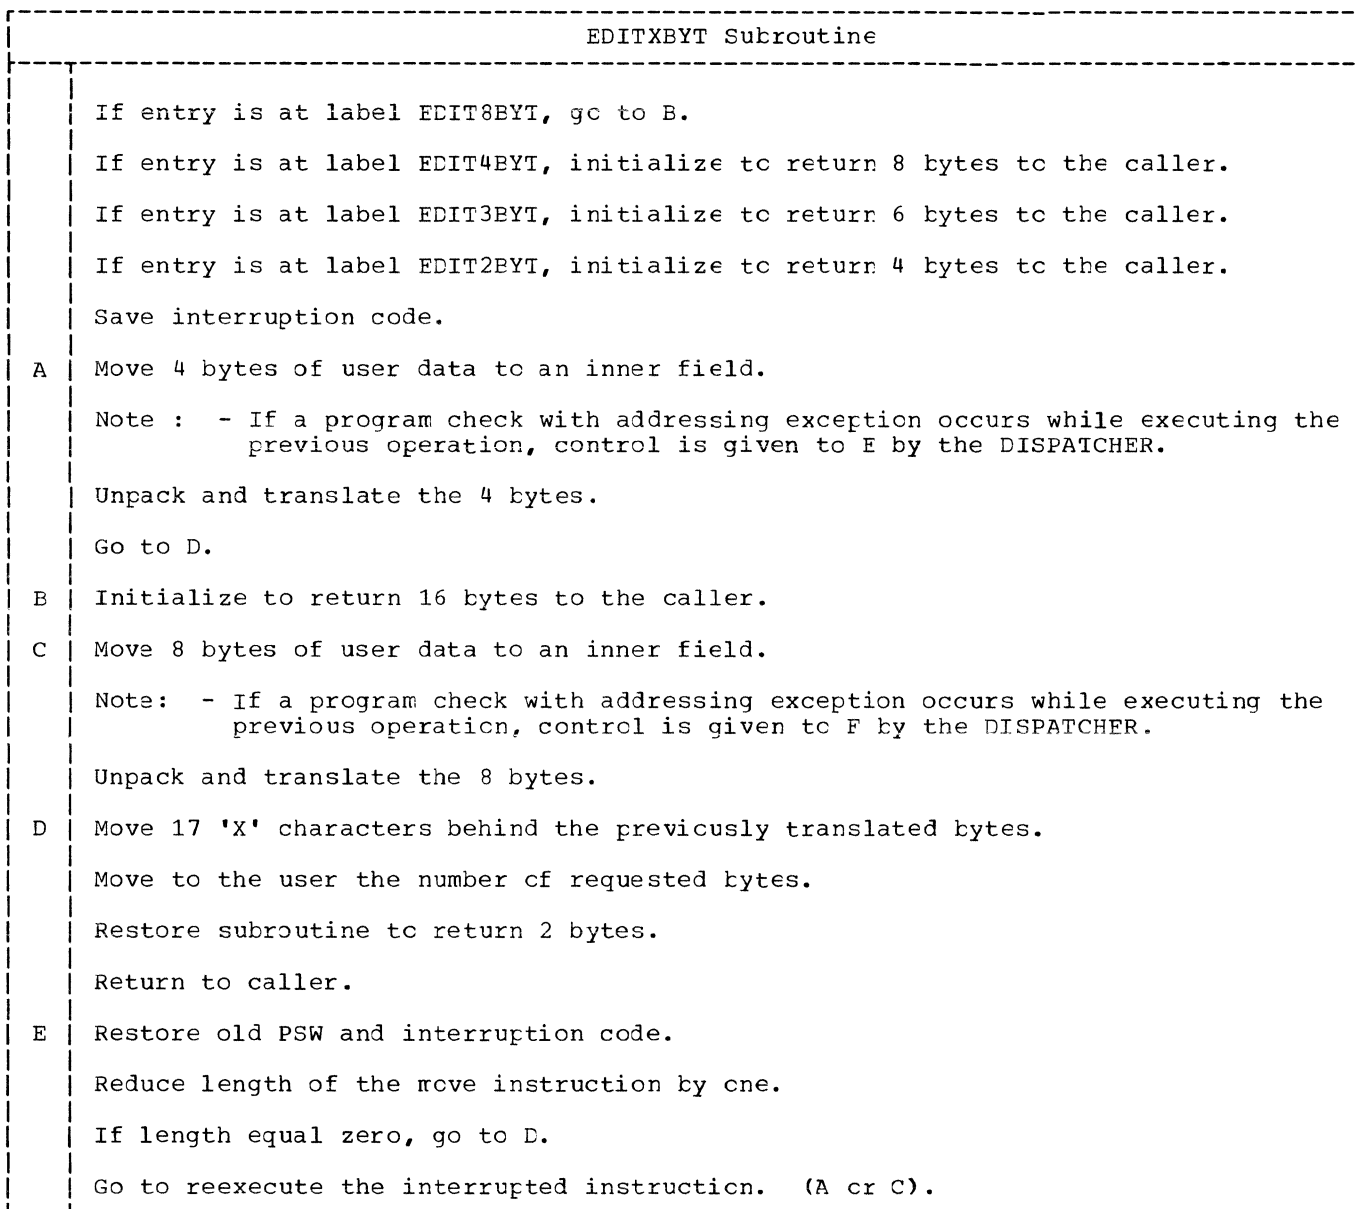 EDITXBYT Subroutine
If entry is at label EDIT8BYT, go to B.
If entry is at label EDIT4BYT, initialize to return 8 bytes to the caller.
If entry is at label EDIT3BYT, initialize to return 6 bytes to the caller.
If entry is at label EDIT2BYT, initialize to return 4 bytes to the caller.
Save interruption code.
A Move 4 bytes of user data to an inner field.
Note : - If a program check with addressing exception occurs while executing the
previous operation, control is given to E by the DISPATCHER.
Unpack and translate the 4 bytes.
Go to D.
B Initialize to return 16 bytes to the caller.
C Move 8 bytes of user data to an inner field.
Note: - If a program check with addressing exception occurs while executing the
previous operation, control is given to F by the DISPATCHER.
Unpack and translate the 8 bytes.
D Move 17 'X' characters behind the previously translated bytes.
Move to the user the number of requested bytes.
Restore subroutine to return 2 bytes.
Return to caller.
E Restore old PSW and interruption code.
Reduce length of the move instruction by one.
If length equal zero, go to D.
Go to reexecute the interrupted instruction. (A or C).